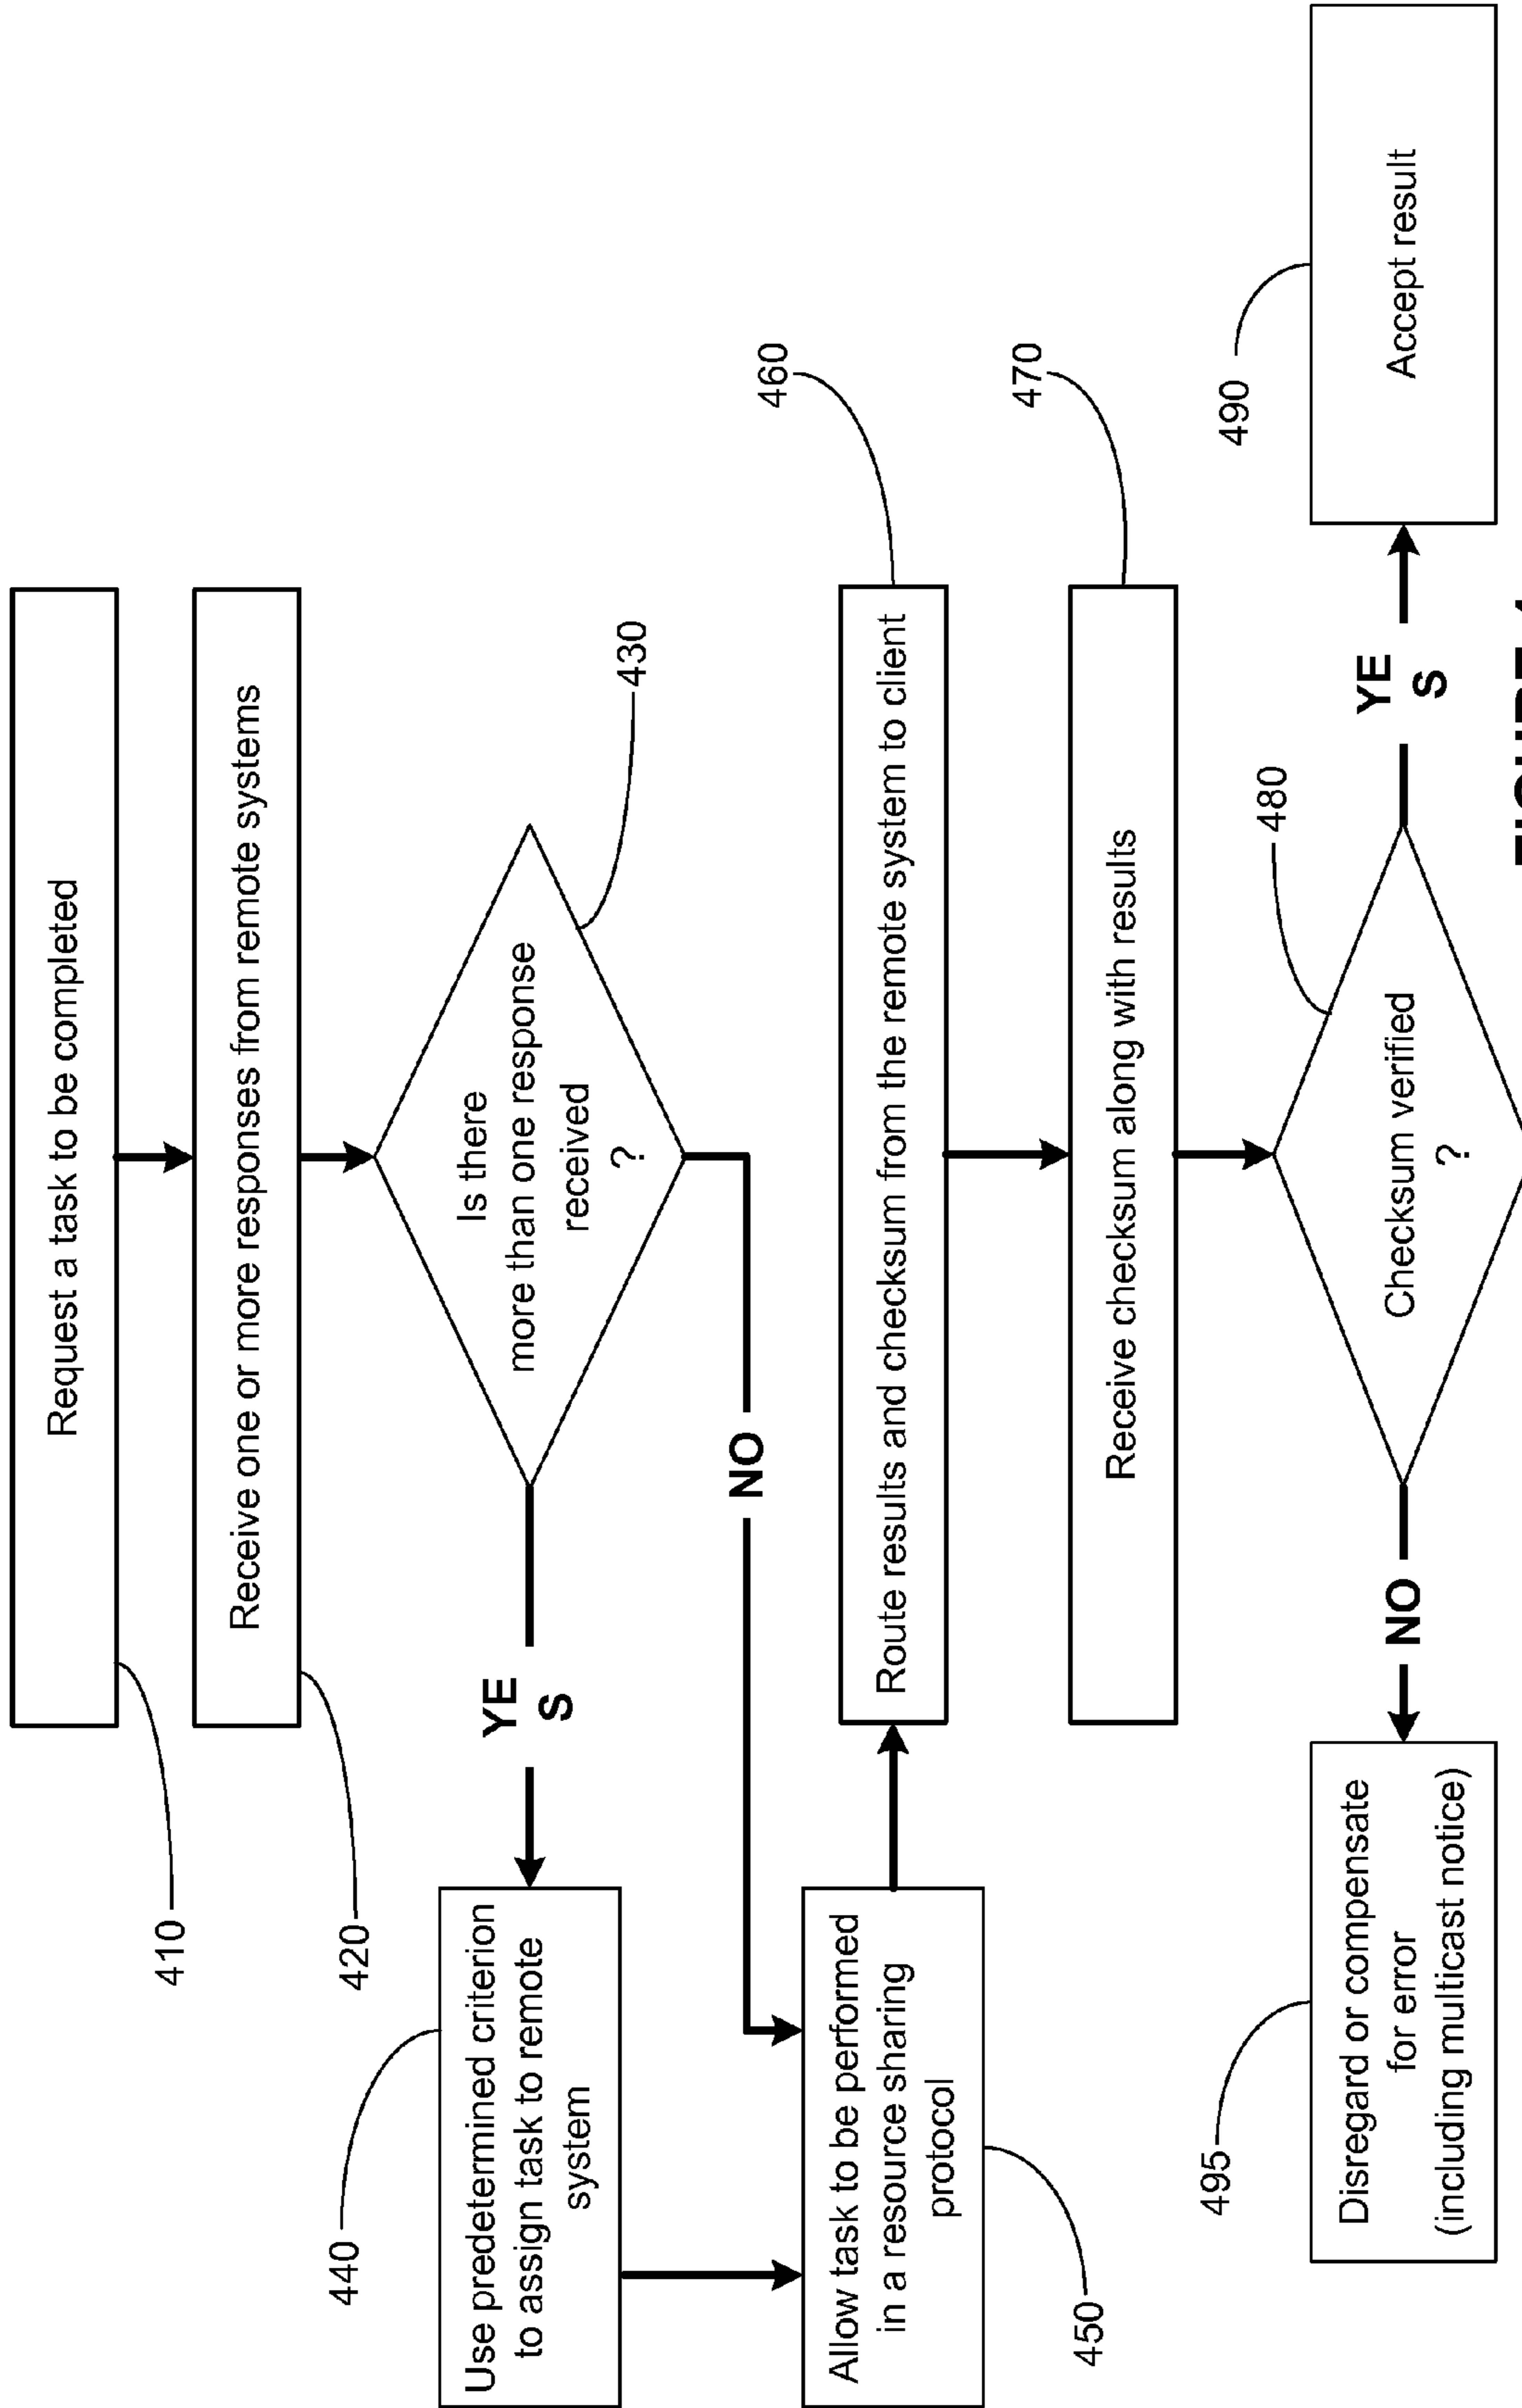 Request a task to be completed
410
Receive one or more responses from remote systems
420
Is there
more than one response
received
?
430
YE
S
NO
Use predetermined criterion
to assign task to remote
system
440
Allow task to be performed
in a resource sharing
protocol
450
Route results and checksum from the remote system to client
460
Receive checksum along with results
470
Checksum verified
?
480
NO
YE
S
Disregard or compensate
for error
(including multicast notice)
495
Accept result
490